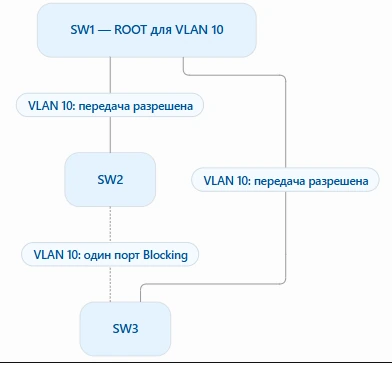 SW1 — ROOT для VLAN 10
VLAN 10: передача разрешена
SW2
VLAN 10: передача разрешена
VLAN 10: один порт Blocking
SW3